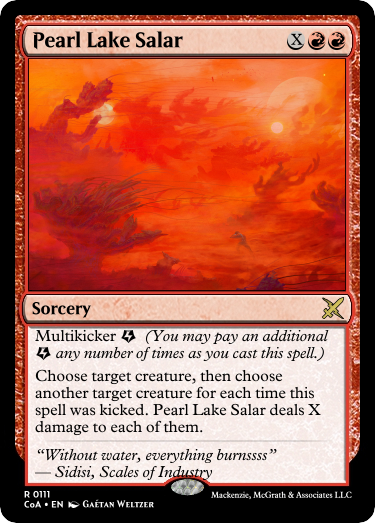 Pearl Lake Salar X
Sorcery
Multikicker (You may pay an additional
any number of times as you cast this spell.)
Choose target creature, then choose
another target creature for each time this
spell was kicked. Pearl Lake Salar deals X
damage to each of them.
“Without water, everything burnssss”
— Sidisi, Scales of Industry
R 0111
CoA • EN Gaétan Weltzer
Mackenzie, McGrath & Associates LLC